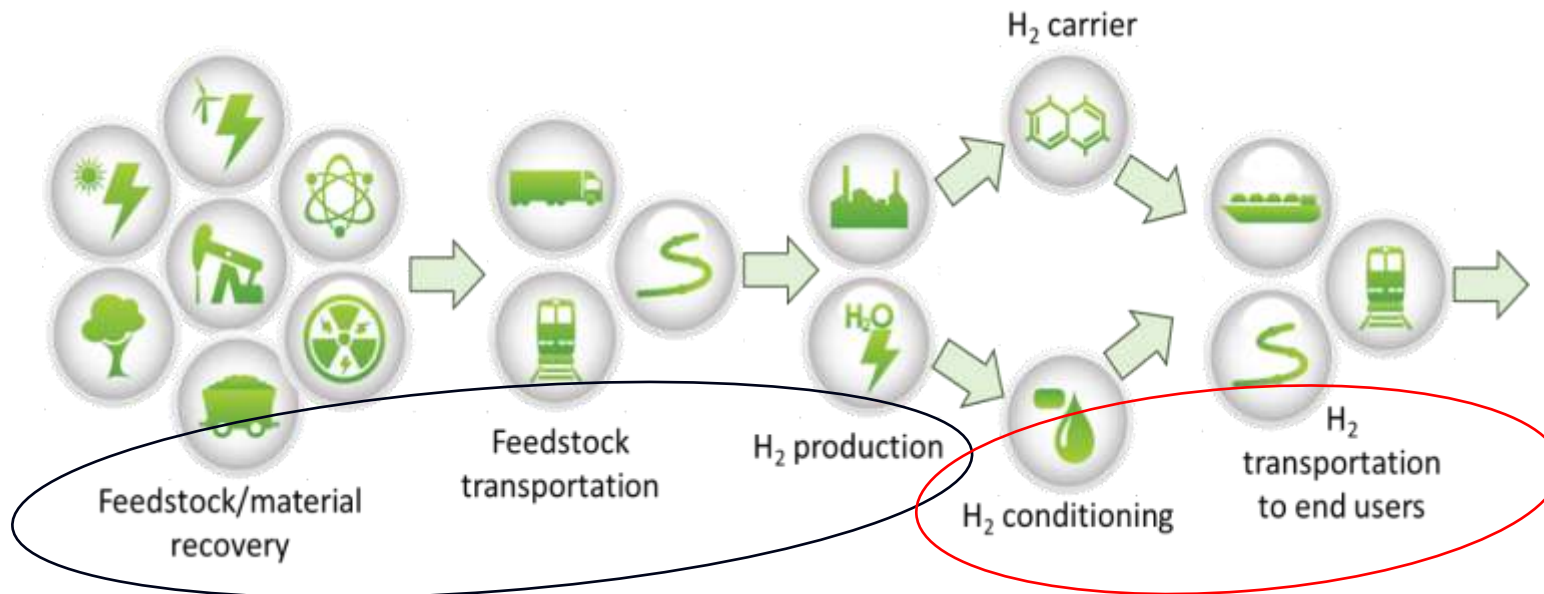 H₂ carrier
H₂O
Feedstock/material
recovery
Feedstock
transportation
H₂ production
H₂ conditioning
H₂
transportation
to end users